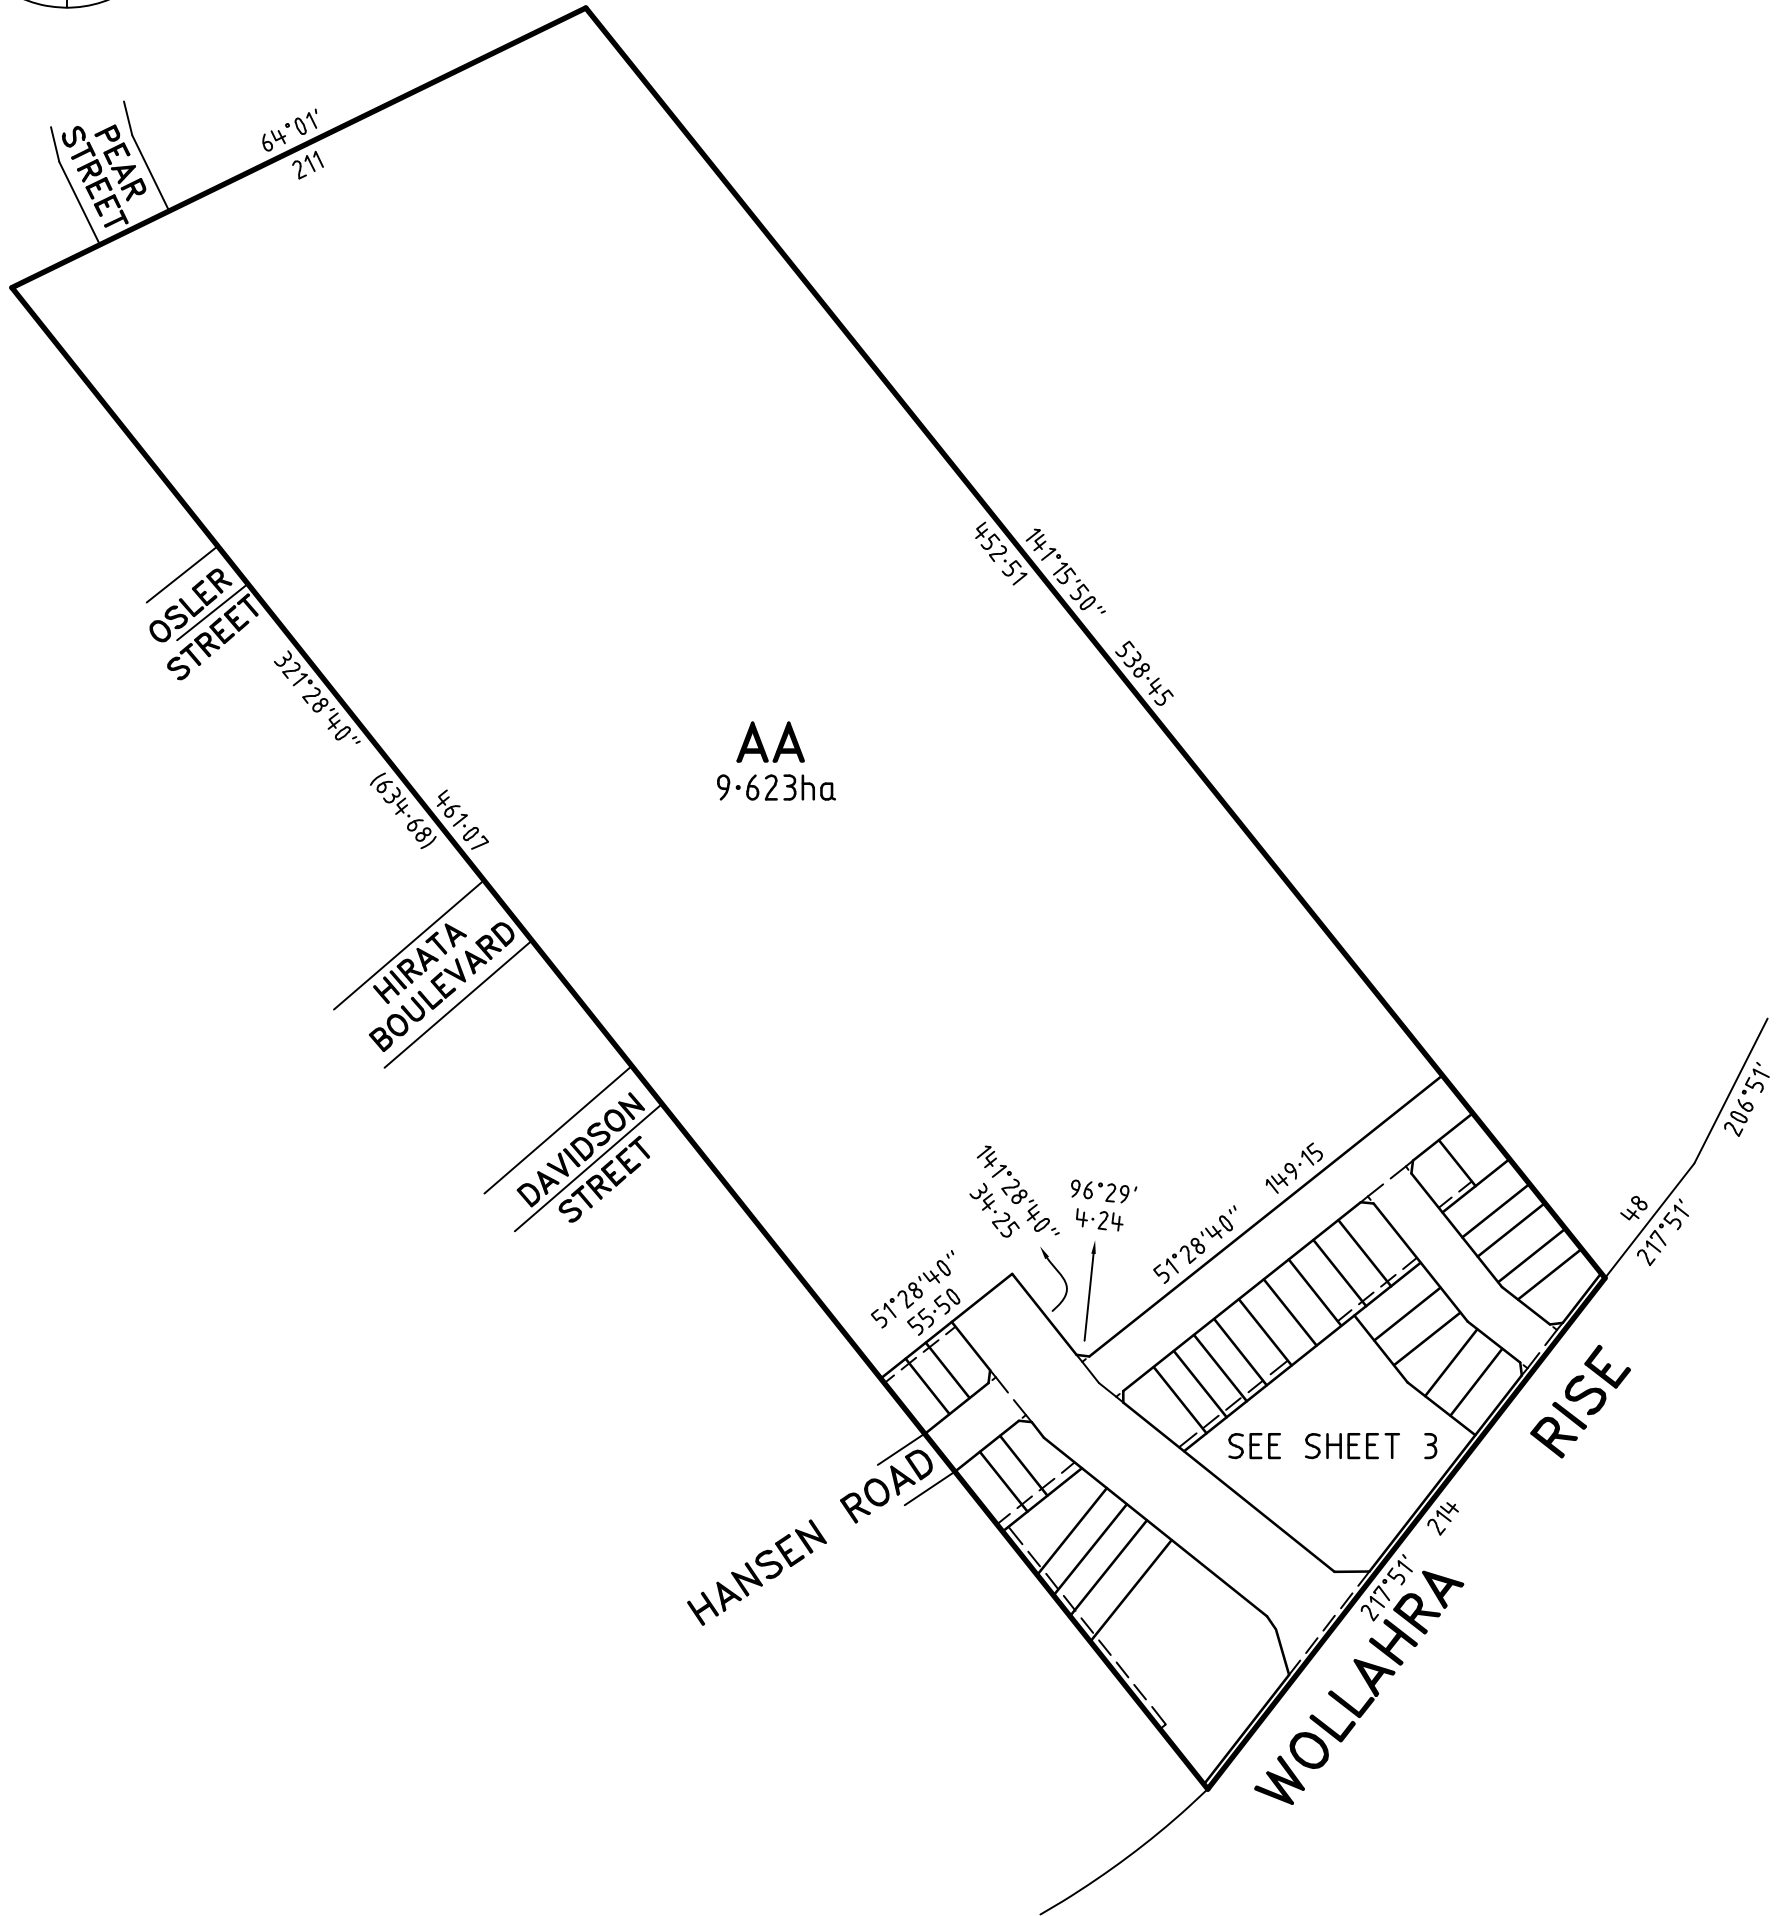 64°01'
211
PEAR
STREET
452·51
141°15'50"
538·45
OSLER
STREET
321°28'40"
(634·68)
461·07
AA
9·623ha
HIRATA
BOULEVARD
DAVIDSON
STREET
206°51'
48
217°51'
149·15
51°28'40"
141°28'40"
34·25
96°29'
4·24
51°28'40"
55·50
SEE SHEET 3
HANSEN ROAD
214
217°51'
WOLLAHRA RISE